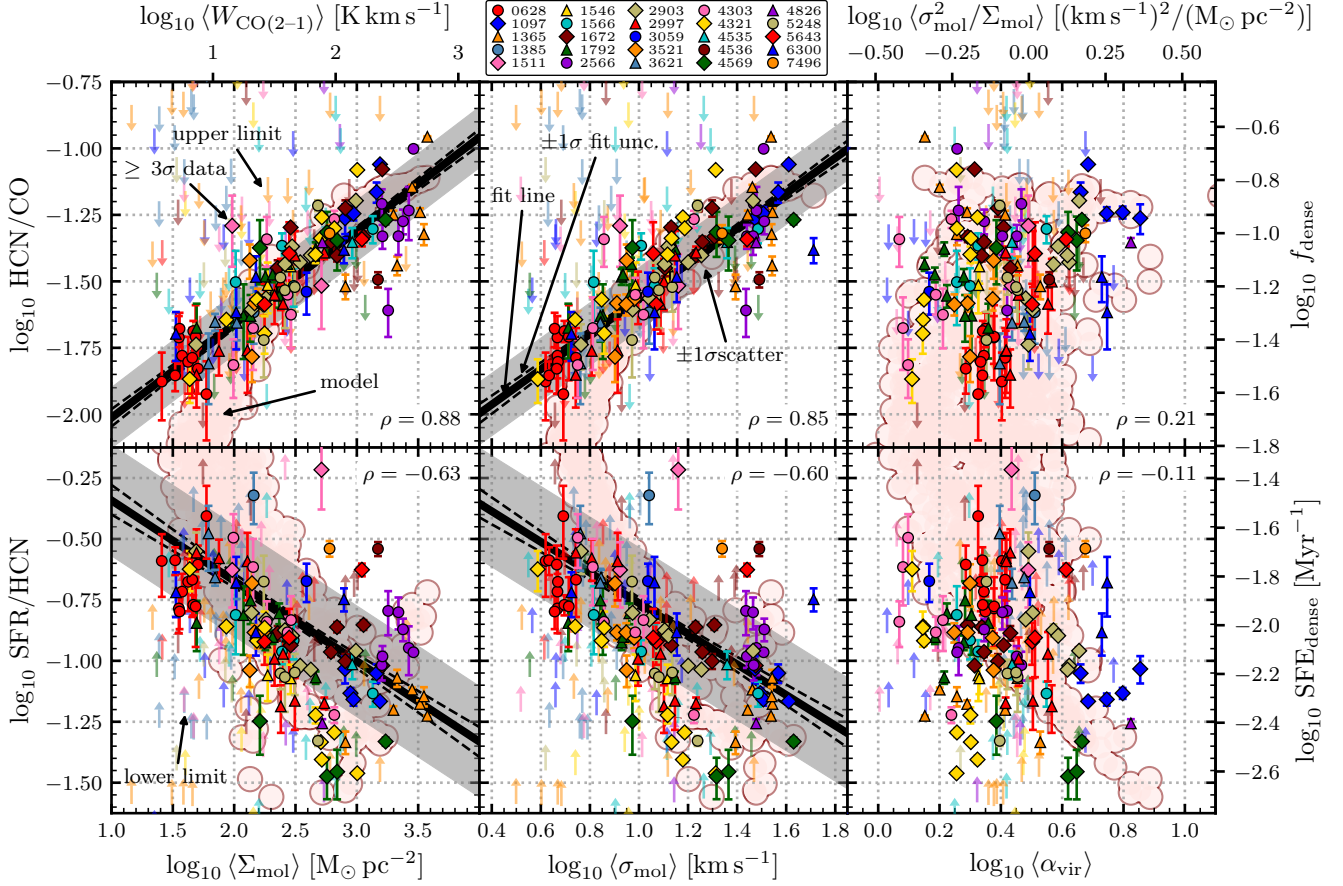 log₁₀ ⟨W_CO(2−1)⟩ [K km s⁻¹]
log₁₀ ⟨σ²_mol/Σ_mol⟩ [(km s⁻¹)²/(M⊙ pc⁻²)]
1 2 3
−0.50 −0.25 0.00 0.25 0.50
0628 1546 2903 4303 4826
1097 1566 2997 4321 5248
1365 1672 3059 4535 5643
1385 1792 3521 4536 6300
1511 2566 3621 4569 7496
log₁₀ HCN/CO
−0.75
−1.00
−1.25
−1.50
−1.75
−2.00
upper limit
≥ 3σ data
model
ρ = 0.88
±1σ fit unc.
fit line
±1σscatter
ρ = 0.85
ρ = 0.21
−0.6
−0.8
−1.0
−1.2
−1.4
−1.6
−1.8
log₁₀ f_dense
log₁₀ SFR/HCN
−0.25
−0.50
−0.75
−1.00
−1.25
−1.50
ρ = −0.63
lower limit
ρ = −0.60
ρ = −0.11
−1.4
−1.6
−1.8
−2.0
−2.2
−2.4
−2.6
log₁₀ SFE_dense [Myr⁻¹]
1.0 1.5 2.0 2.5 3.0 3.5 4.0
0.4 0.6 0.8 1.0 1.2 1.4 1.6 1.8
0.0 0.2 0.4 0.6 0.8 1.0
log₁₀ ⟨Σ_mol⟩ [M⊙ pc⁻²]
log₁₀ ⟨σ_mol⟩ [km s⁻¹]
log₁₀ ⟨α_vir⟩